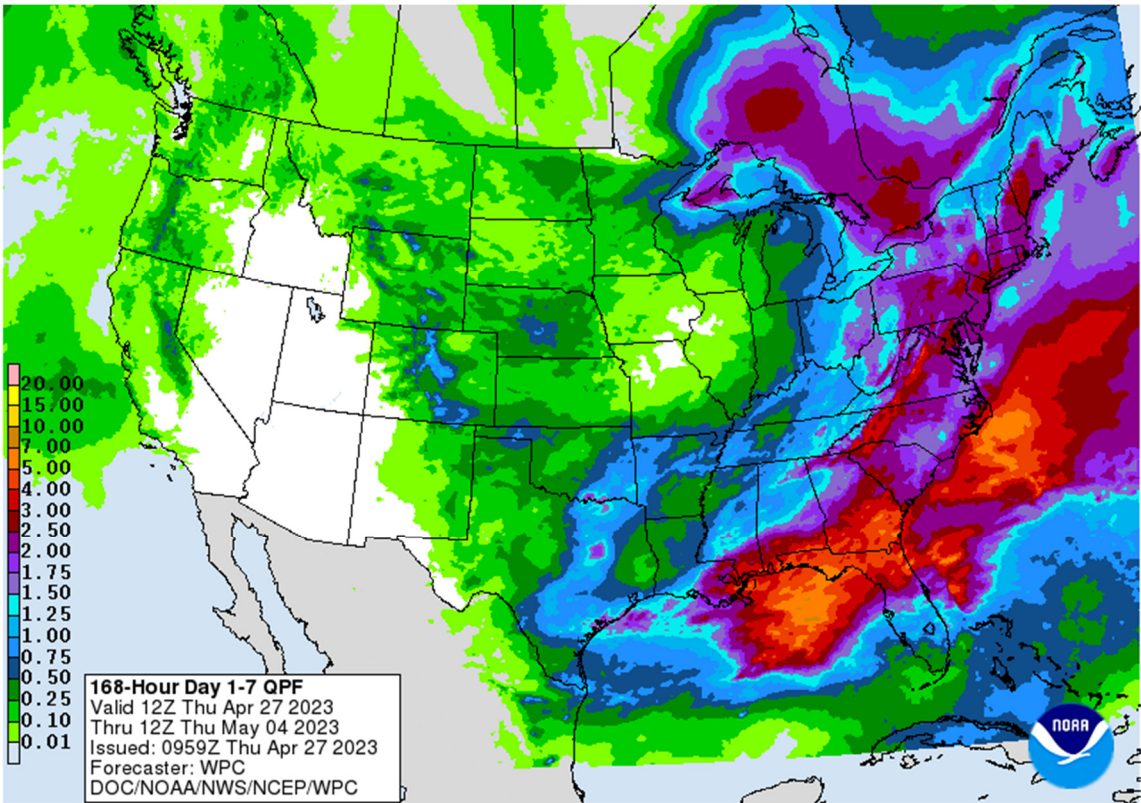 20.00
15.00
10.00
7.00
5.00
4.00
3.00
2.50
2.00
1.75
1.50
1.25
1.00
0.75
0.50
0.25
0.10
0.01
168-Hour Day 1-7 QPF
Valid 12Z Thu Apr 27 2023
Thru 12Z Thu May 04 2023
Issued: 0959Z Thu Apr 27 2023
Forecaster: WPC
DOC/NOAA/NWS/NCEP/WPC
NOAA